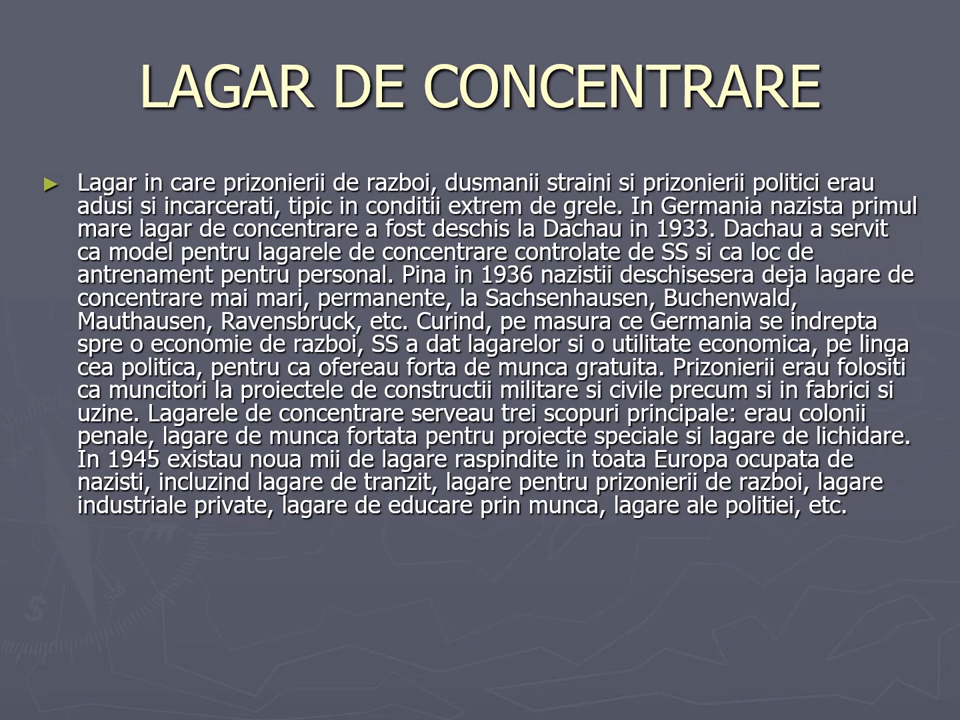 LAGAR DE CONCENTRARE
► Lagar in care prizonierii de razboi, dusmanii straini si prizonierii politici erau
adusi si incarcerati, tipic in conditii extrem de grele. In Germania nazista primul
mare lagar de concentrare a fost deschis la Dachau in 1933. Dachau a servit
ca model pentru lagarele de concentrare controlate de SS si ca loc de
antrenament pentru personal. Pina in 1936 nazistii deschisesera deja lagare de
concentrare mai mari, permanente, la Sachsenhausen, Buchenwald,
Mauthausen, Ravensbruck, etc. Curind, pe masura ce Germania se indrepta
spre o economie de razboi, SS a dat lagarelor si o utilitate economica, pe linga
cea politica, pentru ca ofereau forta de munca gratuita. Prizonierii erau folositi
ca muncitori la proiectele de constructii militare si civile precum si in fabrici si
uzine. Lagarele de concentrare serveau trei scopuri principale: erau colonii
penale, lagare de munca fortata pentru proiecte speciale si lagare de lichidare.
In 1945 existau noua mii de lagare raspindite in toata Europa ocupata de
nazisti, incluzind lagare de tranzit, lagare pentru prizonierii de razboi, lagare
industriale private, lagare de educare prin munca, lagare ale politiei, etc.